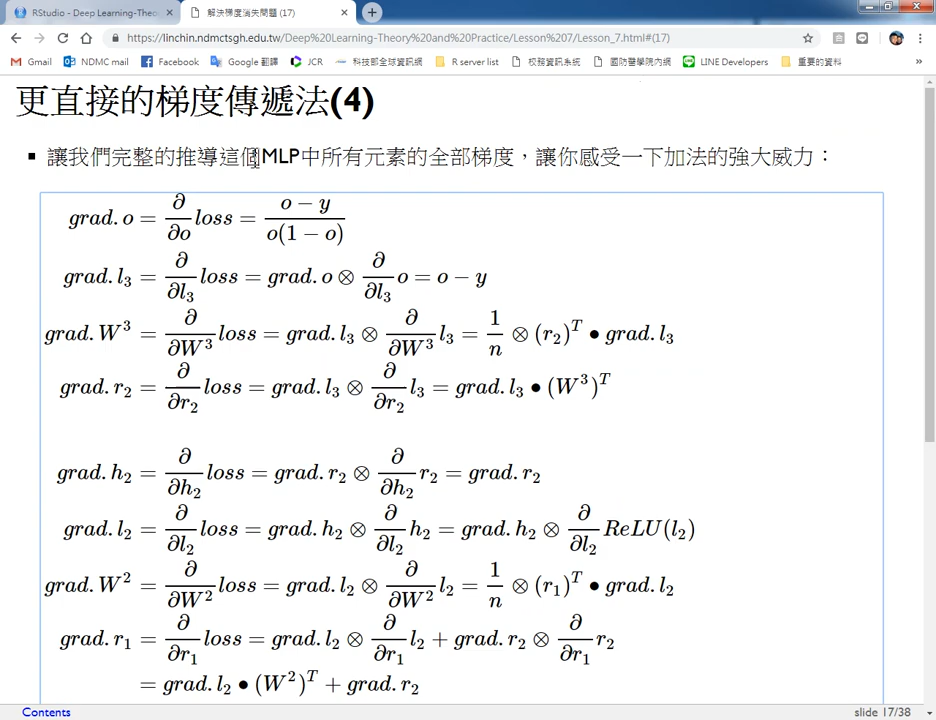 RStudio - Deep Learning-Theo
解決梯度消失問題 (17)
https://linchin.ndmctsgh.edu.tw/Deep%20Learning-Theory%20and%20Practice/Lesson%207/Lesson_7.html#(17)
Gmail NDMC mail Facebook Google 翻譯 JCR 科技部全球資訊網 R server list 校務資訊系統 國防醫學院內網 LINE Developers 重要的資料 »
更直接的梯度傳遞法(4)
讓我們完整的推導這個MLP中所有元素的全部梯度，讓你感受一下加法的強大威力：
grad.o = ∂/∂o loss = (o − y)/(o(1 − o))
grad.l₃ = ∂/∂l₃ loss = grad.o ⊗ ∂/∂l₃ o = o − y
grad.W³ = ∂/∂W³ loss = grad.l₃ ⊗ ∂/∂W³ l₃ = 1/n ⊗ (r₂)ᵀ • grad.l₃
grad.r₂ = ∂/∂r₂ loss = grad.l₃ ⊗ ∂/∂r₂ l₃ = grad.l₃ • (W³)ᵀ
grad.h₂ = ∂/∂h₂ loss = grad.r₂ ⊗ ∂/∂h₂ r₂ = grad.r₂
grad.l₂ = ∂/∂l₂ loss = grad.h₂ ⊗ ∂/∂l₂ h₂ = grad.h₂ ⊗ ∂/∂l₂ ReLU(l₂)
grad.W² = ∂/∂W² loss = grad.l₂ ⊗ ∂/∂W² l₂ = 1/n ⊗ (r₁)ᵀ • grad.l₂
grad.r₁ = ∂/∂r₁ loss = grad.l₂ ⊗ ∂/∂r₁ l₂ + grad.r₂ ⊗ ∂/∂r₁ r₂
= grad.l₂ • (W²)ᵀ + grad.r₂
Contents
slide 17/38